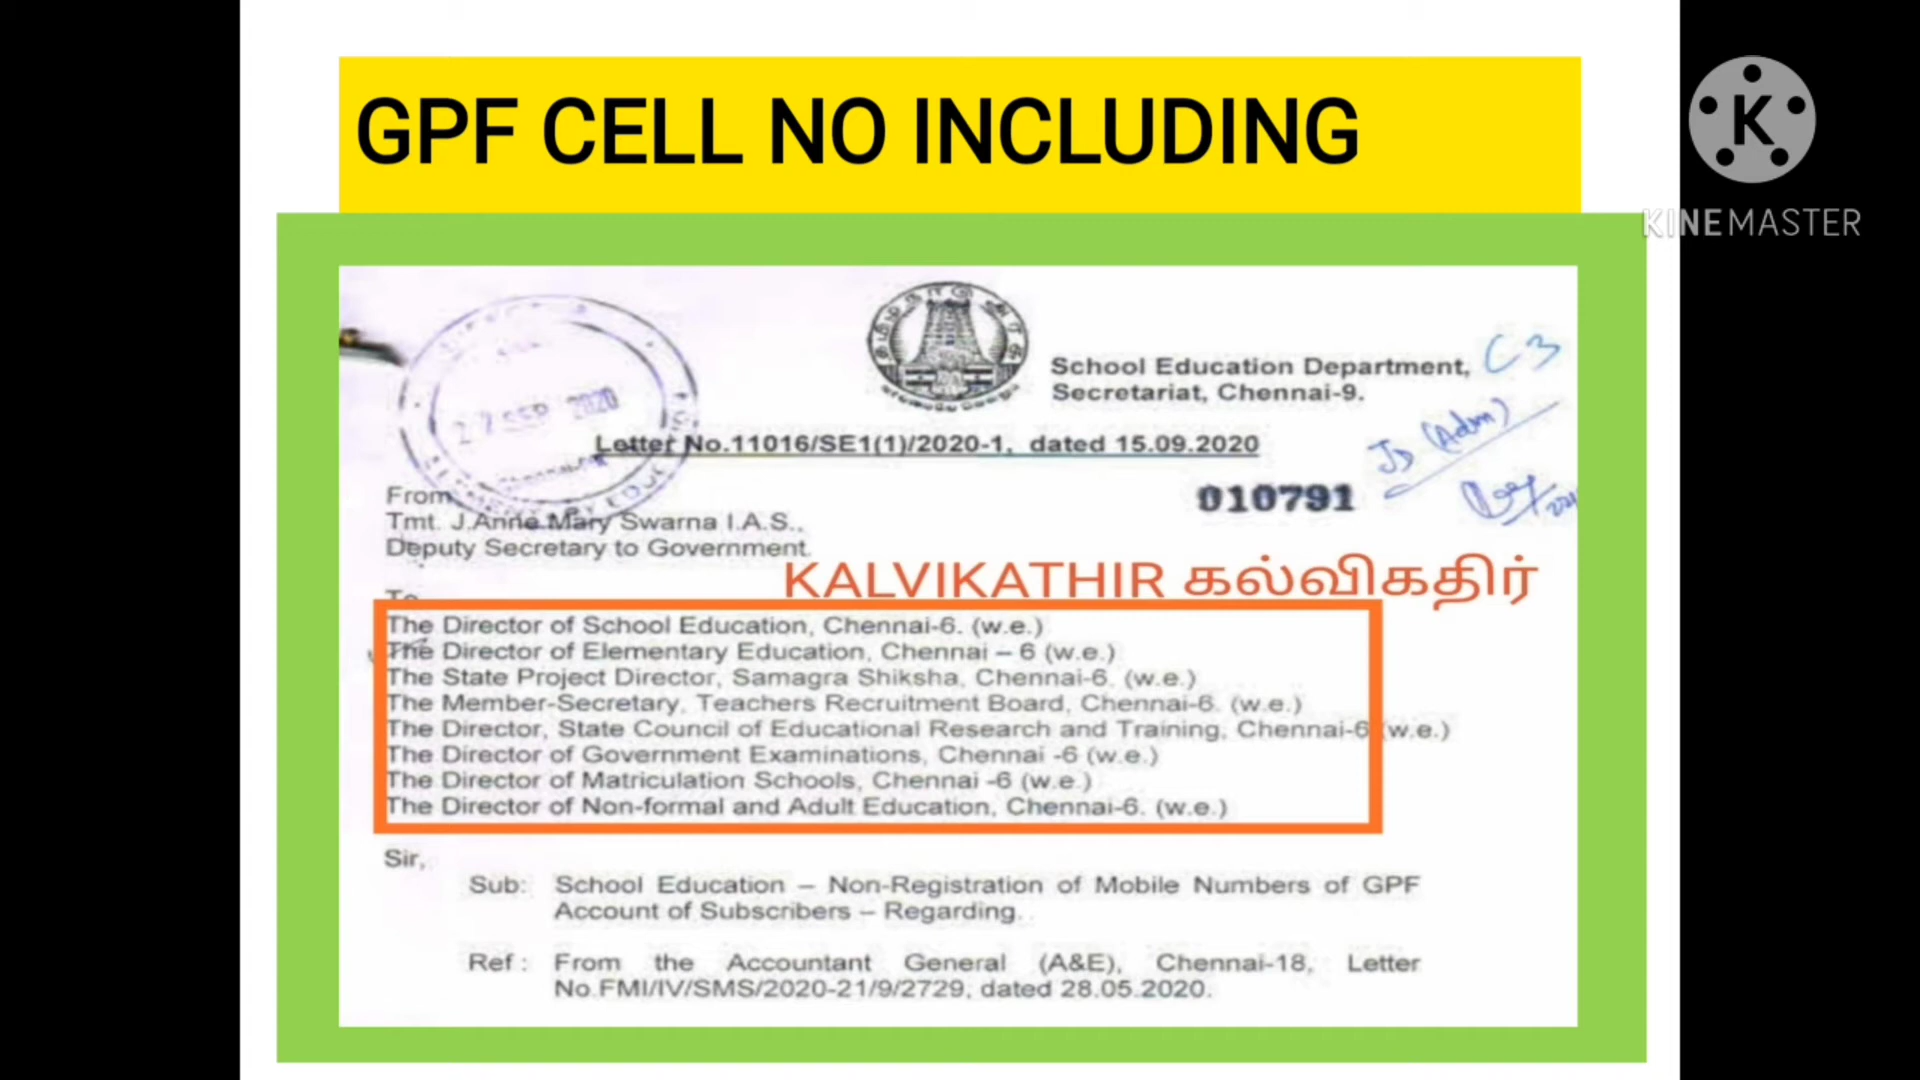 GPF CELL NO INCLUDING
K
KINEMASTER
School Education Department,
Secretariat, Chennai-9.
C3
27 SEP 2020
Letter No.11016/SE1(1)/2020-1, dated 15.09.2020
JD (Adm)
010791
From
Tmt. J.Anne Mary Swarna I.A.S.,
Deputy Secretary to Government.
KALVIKATHIR கல்விகதிர்
To
The Director of School Education, Chennai-6. (w.e.)
The Director of Elementary Education, Chennai – 6 (w.e.)
The State Project Director, Samagra Shiksha, Chennai-6. (w.e.)
The Member-Secretary, Teachers Recruitment Board, Chennai-6. (w.e.)
The Director, State Council of Educational Research and Training, Chennai-6 (w.e.)
The Director of Government Examinations, Chennai -6 (w.e.)
The Director of Matriculation Schools, Chennai -6 (w.e.)
The Director of Non-formal and Adult Education, Chennai-6. (w.e.)
Sir,
Sub: School Education – Non-Registration of Mobile Numbers of GPF
Account of Subscribers – Regarding.
Ref : From the Accountant General (A&E), Chennai-18, Letter
No.FMI/IV/SMS/2020-21/9/2729, dated 28.05.2020.